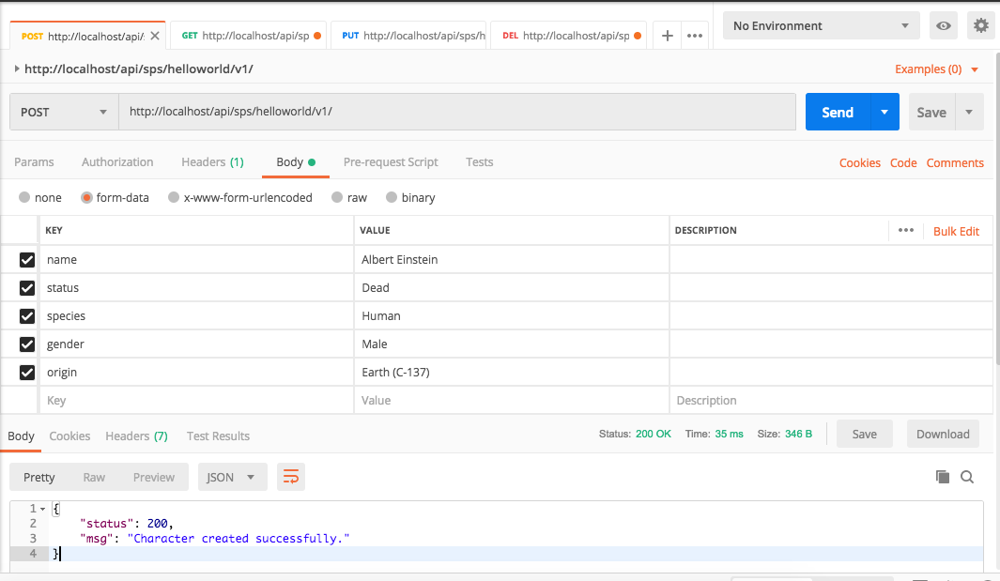 POST http://localhost/api/ GET http://localhost/api/sp PUT http://localhost/api/sps/h DEL http://localhost/api/sp No Environment
http://localhost/api/sps/helloworld/v1/ Examples (0)
POST http://localhost/api/sps/helloworld/v1/ Send Save
Params Authorization Headers (1) Body Pre-request Script Tests Cookies Code Comments
none form-data x-www-form-urlencoded raw binary
KEY VALUE DESCRIPTION Bulk Edit
name Albert Einstein
status Dead
species Human
gender Male
origin Earth (C-137)
Key Value Description
Body Cookies Headers (7) Test Results Status: 200 OK Time: 35 ms Size: 346 B Save Download
Pretty Raw Preview JSON
1 {
2 "status": 200,
3 "msg": "Character created successfully."
4 }